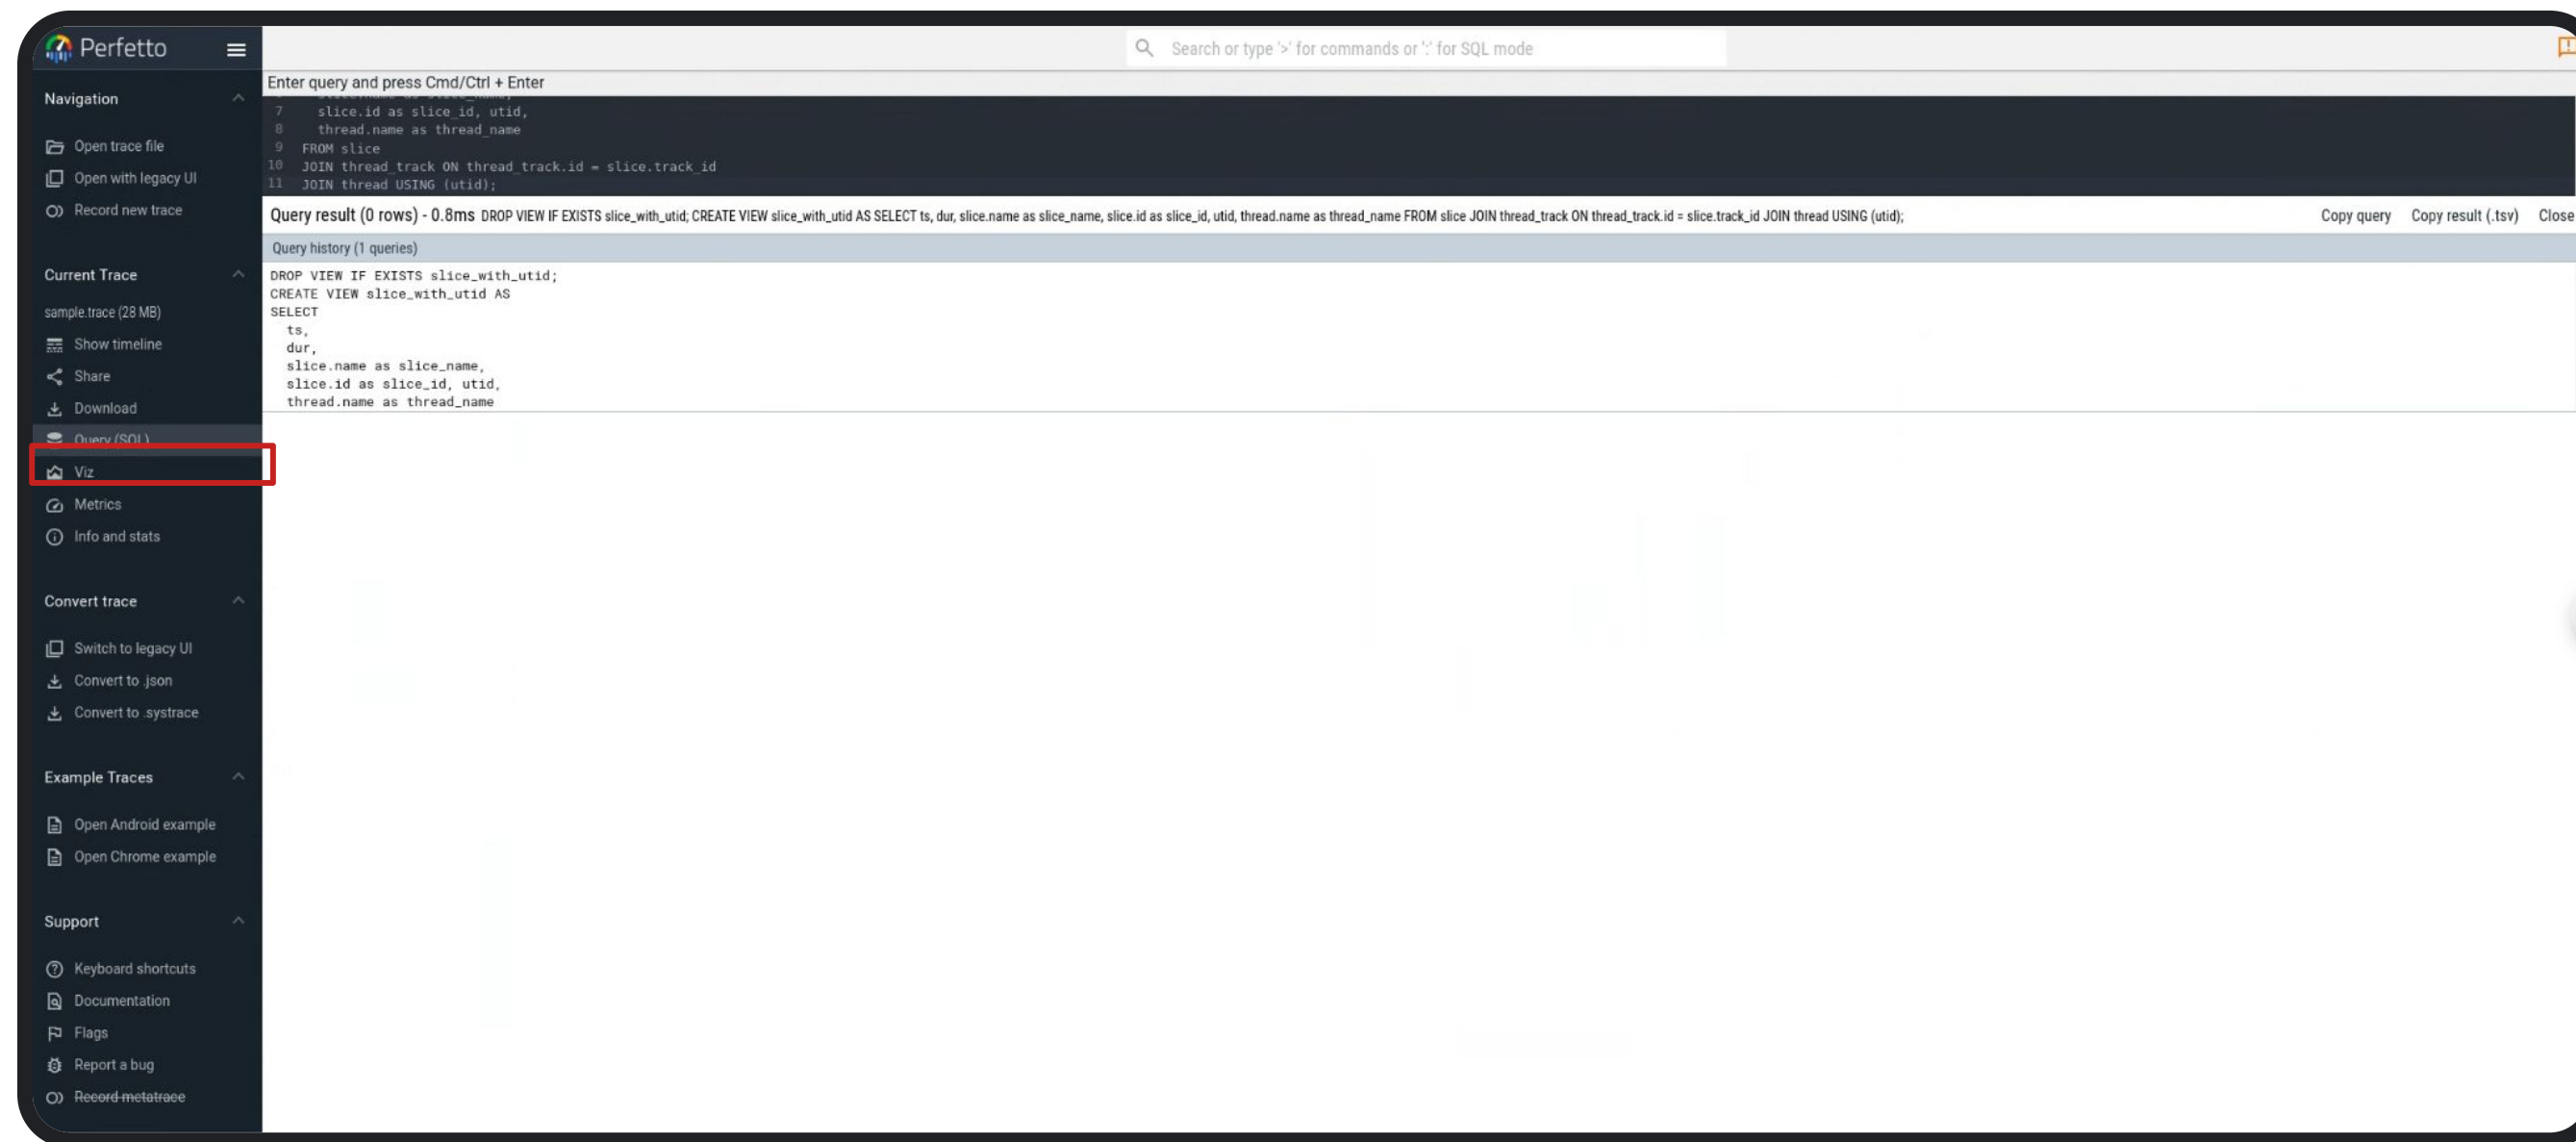 Perfetto
Search or type '>' for commands or ':' for SQL mode
Navigation
Open trace file
Open with legacy UI
Record new trace
Current Trace
sample.trace (28 MB)
Show timeline
Share
Download
Query (SQL)
Viz
Metrics
Info and stats
Convert trace
Switch to legacy UI
Convert to .json
Convert to .systrace
Example Traces
Open Android example
Open Chrome example
Support
Keyboard shortcuts
Documentation
Flags
Report a bug
Record metatrace
Enter query and press Cmd/Ctrl + Enter
7 slice.id as slice_id, utid,
8 thread.name as thread_name
9 FROM slice
10 JOIN thread_track ON thread_track.id = slice.track_id
11 JOIN thread USING (utid);
Query result (0 rows) - 0.8ms DROP VIEW IF EXISTS slice_with_utid; CREATE VIEW slice_with_utid AS SELECT ts, dur, slice.name as slice_name, slice.id as slice_id, utid, thread.name as thread_name FROM slice JOIN thread_track ON thread_track.id = slice.track_id JOIN thread USING (utid); Copy query Copy result (.tsv) Close
Query history (1 queries)
DROP VIEW IF EXISTS slice_with_utid;
CREATE VIEW slice_with_utid AS
SELECT
ts,
dur,
slice.name as slice_name,
slice.id as slice_id, utid,
thread.name as thread_name